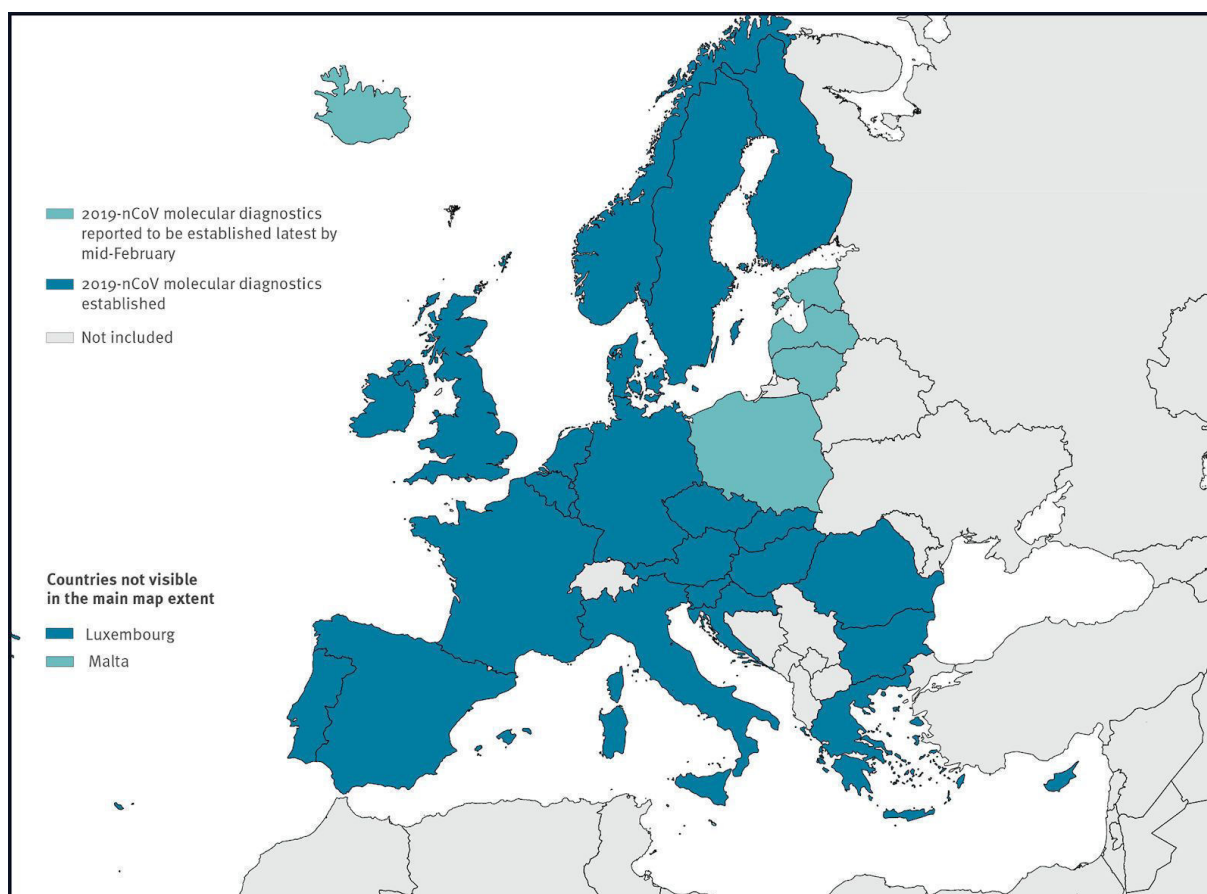 2019-nCoV molecular diagnostics
reported to be established latest by
mid-February
2019-nCoV molecular diagnostics
established
Not included
Countries not visible
in the main map extent
Luxembourg
Malta